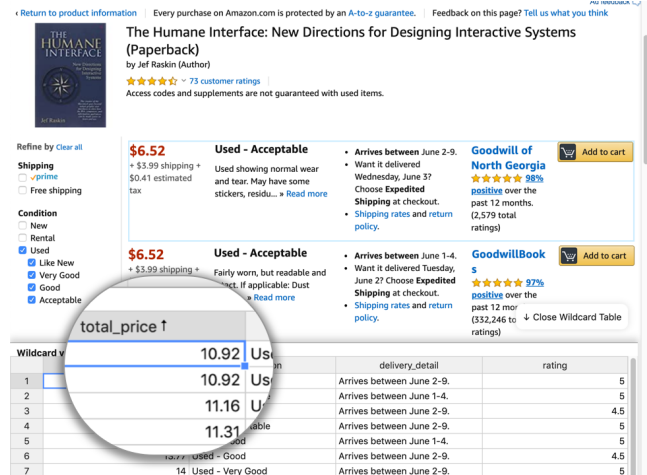 ‹ Return to product information Every purchase on Amazon.com is protected by an A-to-z guarantee. Feedback on this page? Tell us what you think
THE
HUMANE
INTERFACE
New Directions
for Designing
Interactive
Systems
Jef Raskin
The Humane Interface: New Directions for Designing Interactive Systems
(Paperback)
by Jef Raskin (Author)
73 customer ratings
Access codes and supplements are not guaranteed with used items.
Refine by Clear all
Shipping
prime
Free shipping
Condition
New
Rental
Used
Like New
Very Good
Good
Acceptable
$6.52
+ $3.99 shipping +
$0.41 estimated
tax
Used - Acceptable
Used showing normal wear
and tear. May have some
stickers, residu... » Read more
• Arrives between June 2-9.
• Want it delivered
Wednesday, June 3?
Choose Expedited
Shipping at checkout.
• Shipping rates and return
policy.
Goodwill of
North Georgia
98%
positive over the
past 12 months.
(2,579 total
ratings)
Add to cart
$6.52
+ $3.99 shipping +
Used - Acceptable
Fairly worn, but readable and
If applicable: Dust
» Read more
• Arrives between June 1-4.
• Want it delivered Tuesday,
June 2? Choose Expedited
Shipping at checkout.
• Shipping rates and return
policy.
GoodwillBook
s
97%
positive over the
past 12
(332,246
ratings)
Add to cart
↓ Close Wildcard Table
Wildcard
total_price ↑
10.92
10.92
11.16
11.31
delivery_detail rating
1 Arrives between June 2-9. 5
2 Arrives between June 1-4. 5
3 Arrives between June 2-9. 4.5
4 Arrives between June 2-9. 5
5 Arrives between June 1-4. 5
6 13.77 Used - Good Arrives between June 2-9. 4.5
7 14 Used - Very Good Arrives between June 2-9. 5